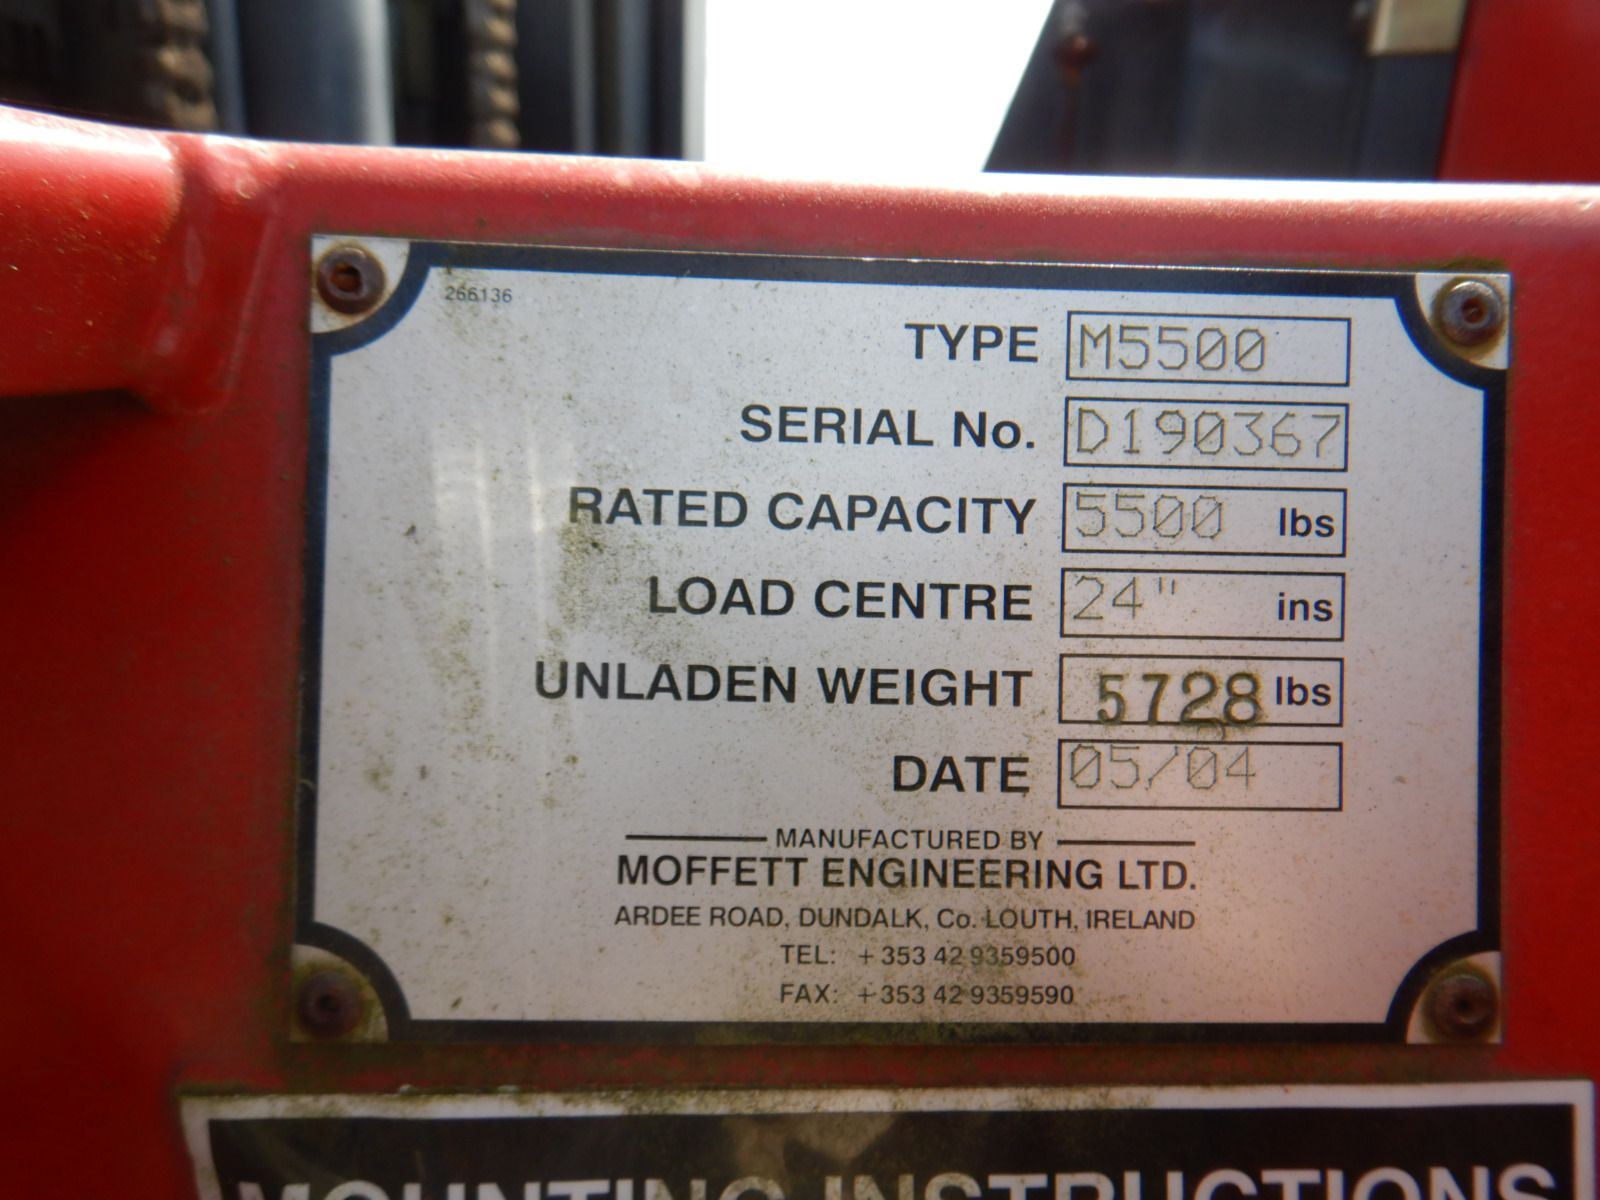 266136
TYPE M5500
SERIAL No. D190367
RATED CAPACITY 5500 lbs
LOAD CENTRE 24" ins
UNLADEN WEIGHT 5728 lbs
DATE 05/04
MANUFACTURED BY
MOFFETT ENGINEERING LTD.
ARDEE ROAD, DUNDALK, Co. LOUTH, IRELAND
TEL: +353 42 9359500
FAX: +353 42 9359590
MOUNTING INSTRUCTIONS